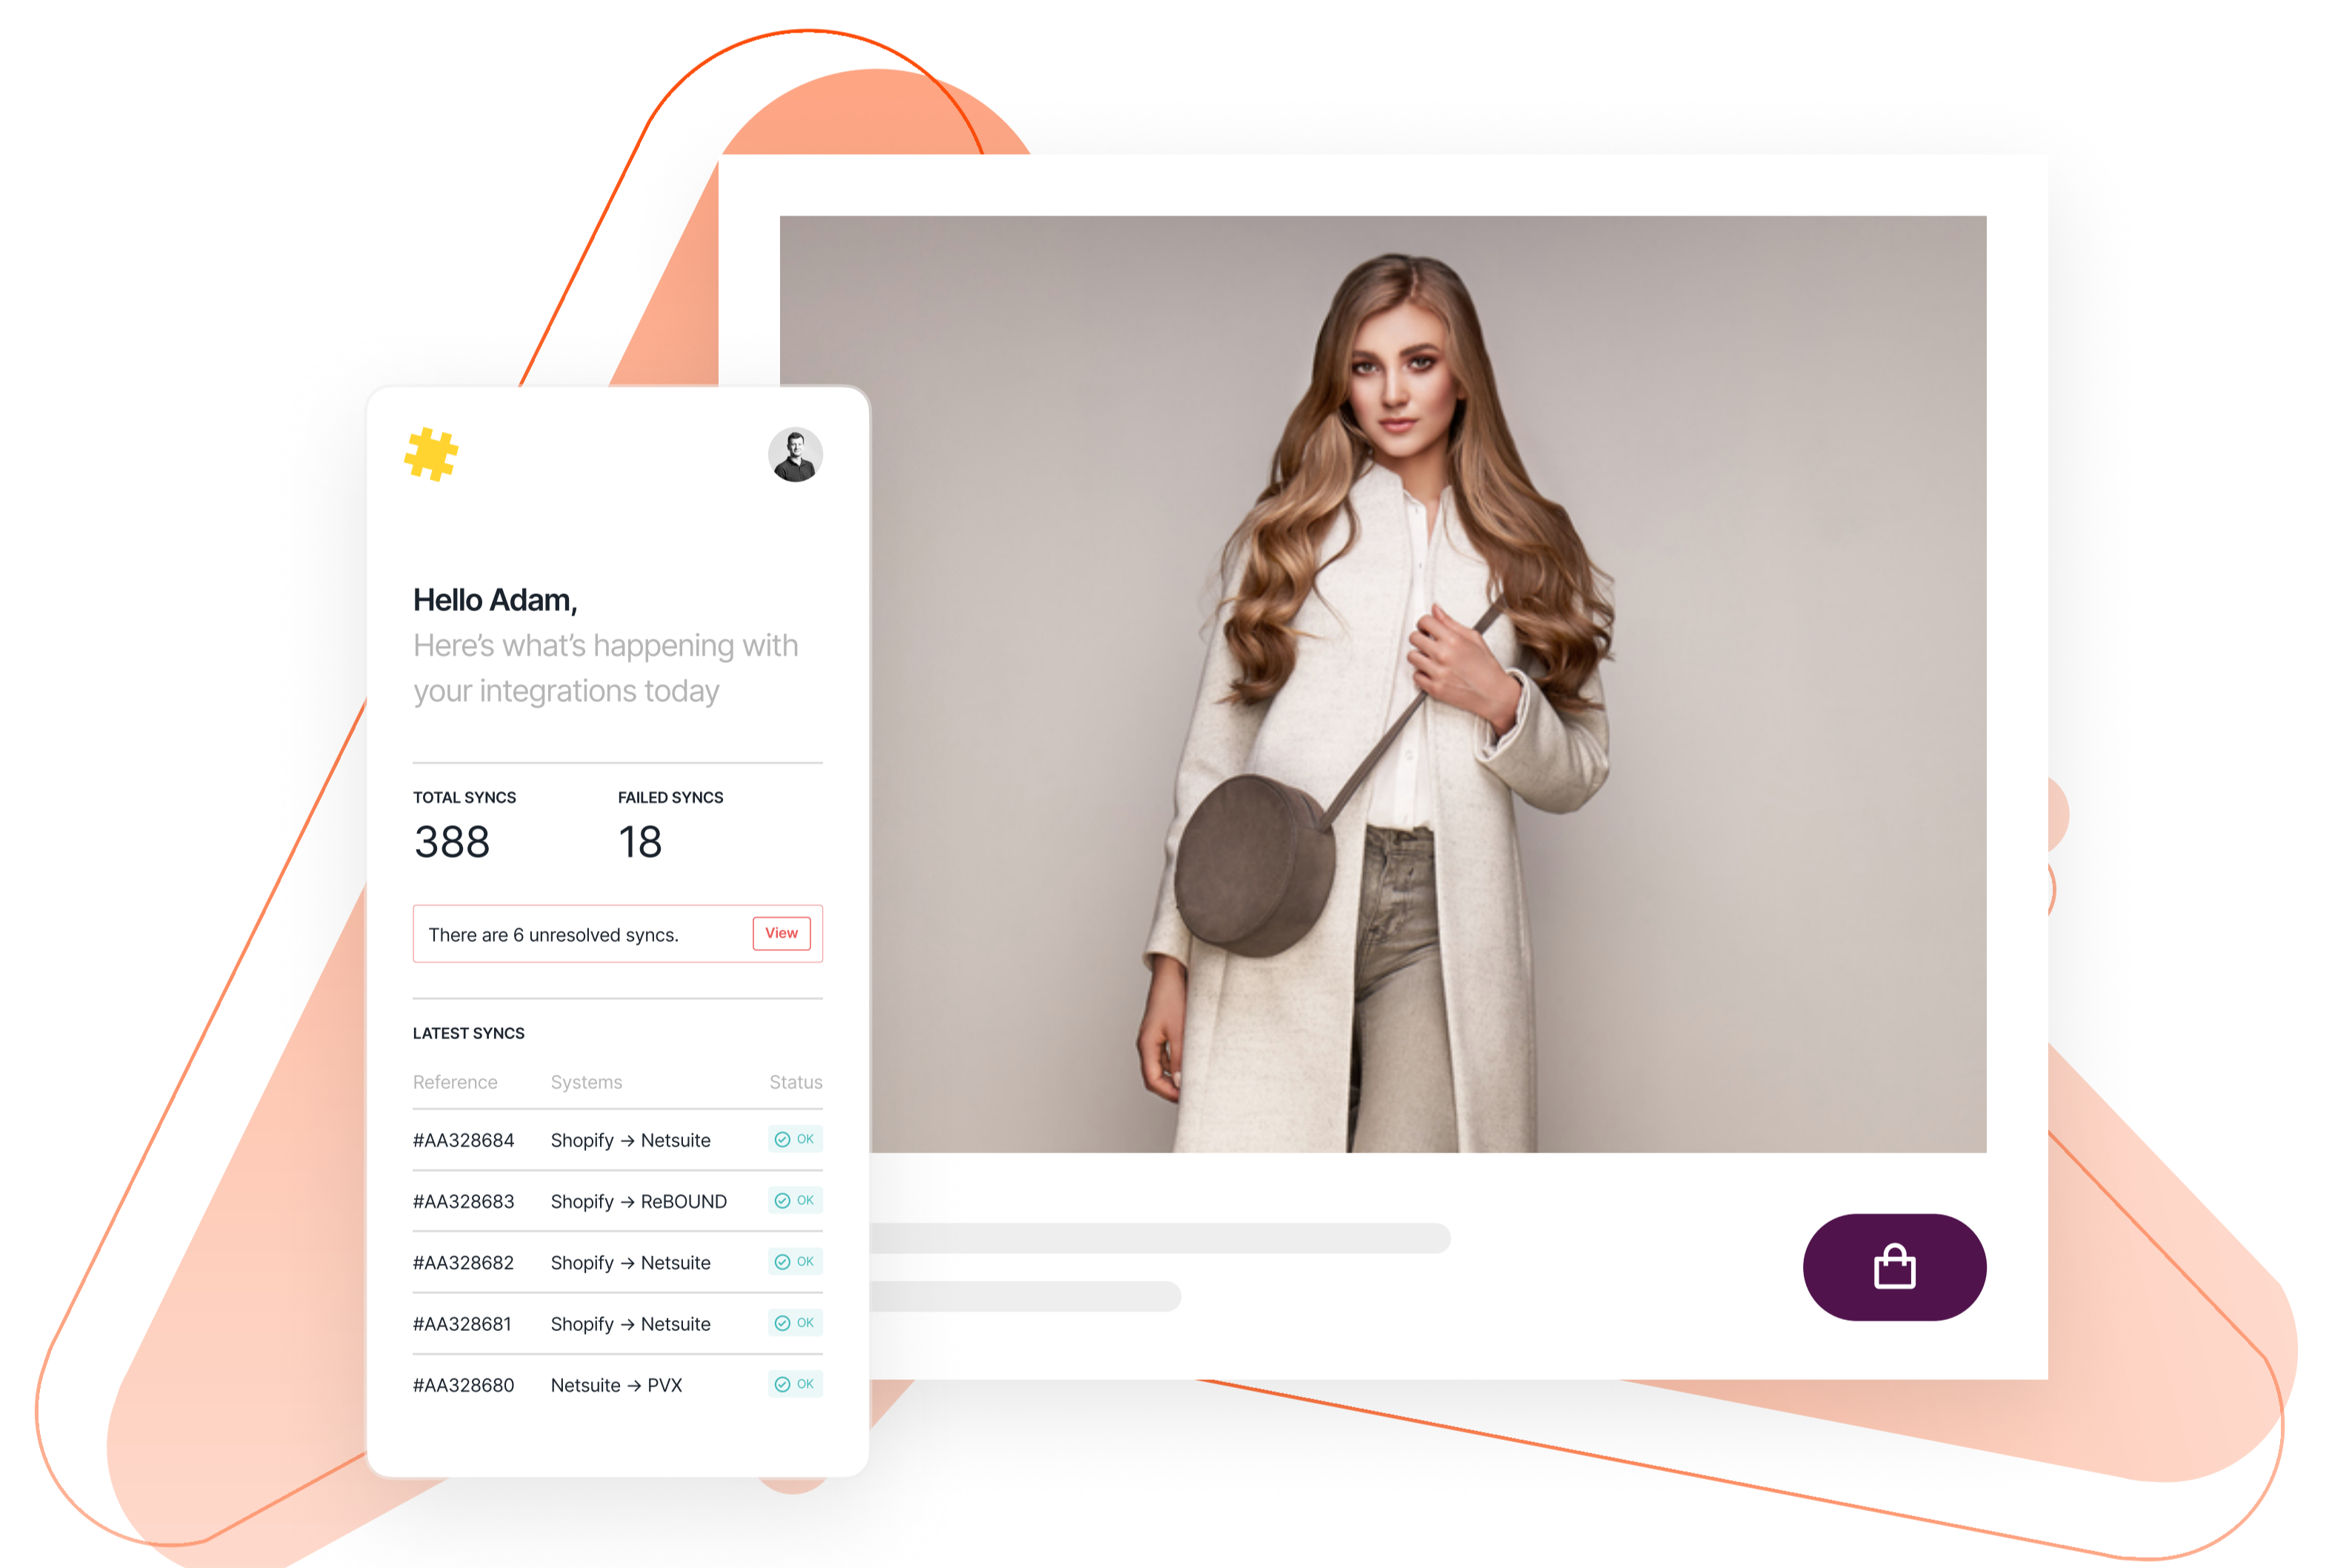 Hello Adam,
Here’s what’s happening with
your integrations today
TOTAL SYNCS FAILED SYNCS
388 18
There are 6 unresolved syncs. View
LATEST SYNCS
Reference Systems Status
#AA328684 Shopify → Netsuite OK
#AA328683 Shopify → ReBOUND OK
#AA328682 Shopify → Netsuite OK
#AA328681 Shopify → Netsuite OK
#AA328680 Netsuite → PVX OK